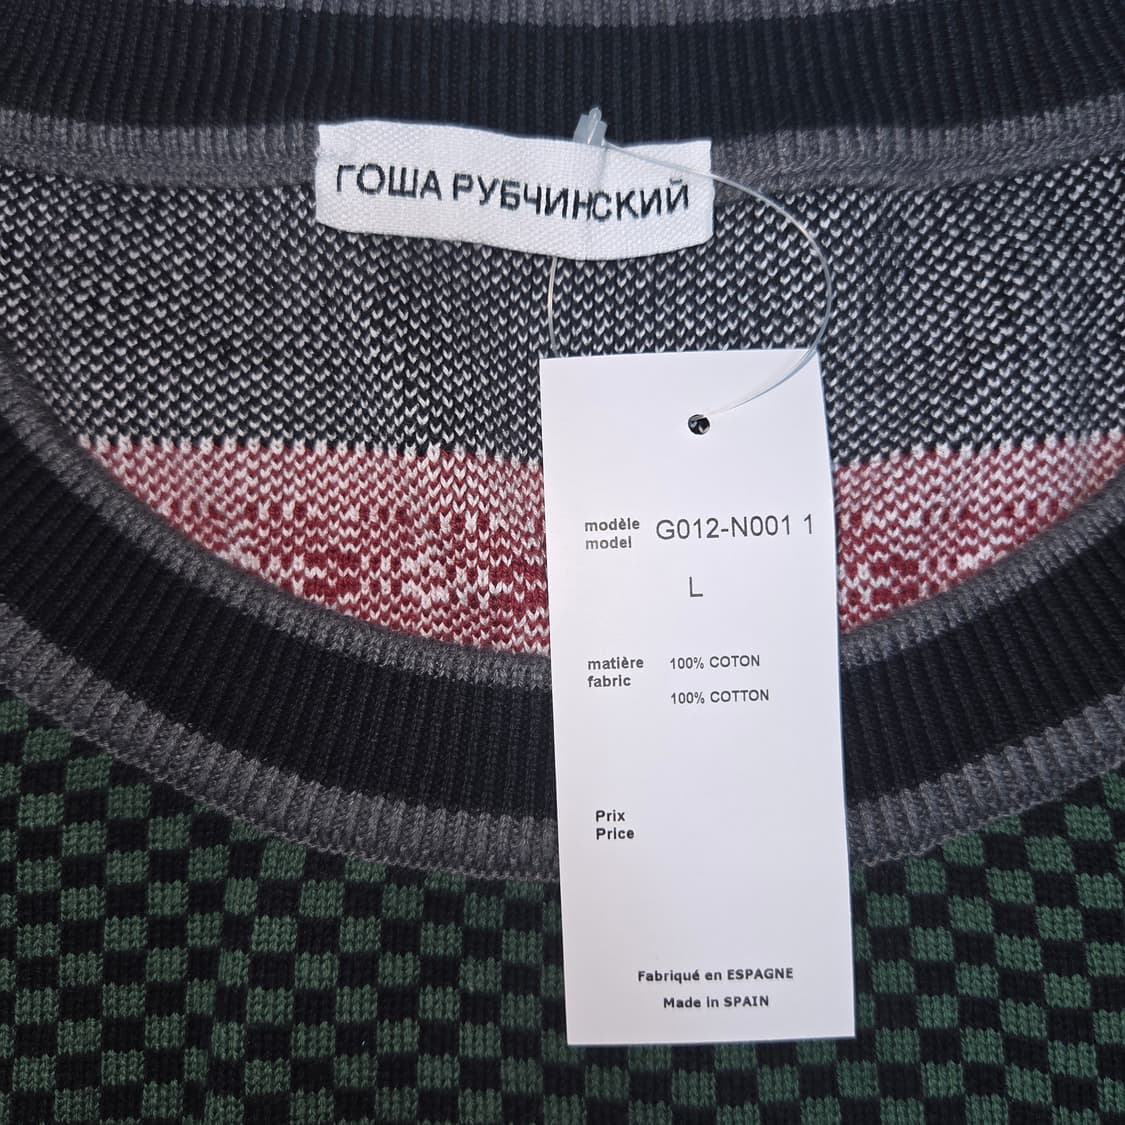 ГОША РУБЧИНСКИЙ
modèle G012-N001 1
model
L
matière 100% COTON
fabric
100% COTTON
Prix
Price
Fabriqué en ESPAGNE
Made in SPAIN